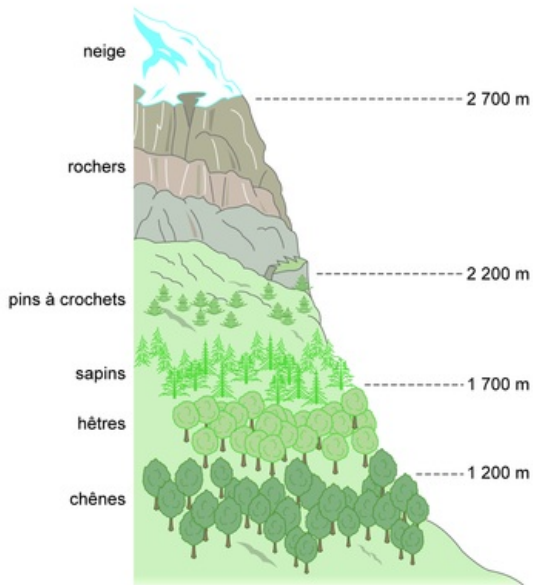 neige
2 700 m
rochers
2 200 m
pins à crochets
sapins
1 700 m
hêtres
1 200 m
chênes